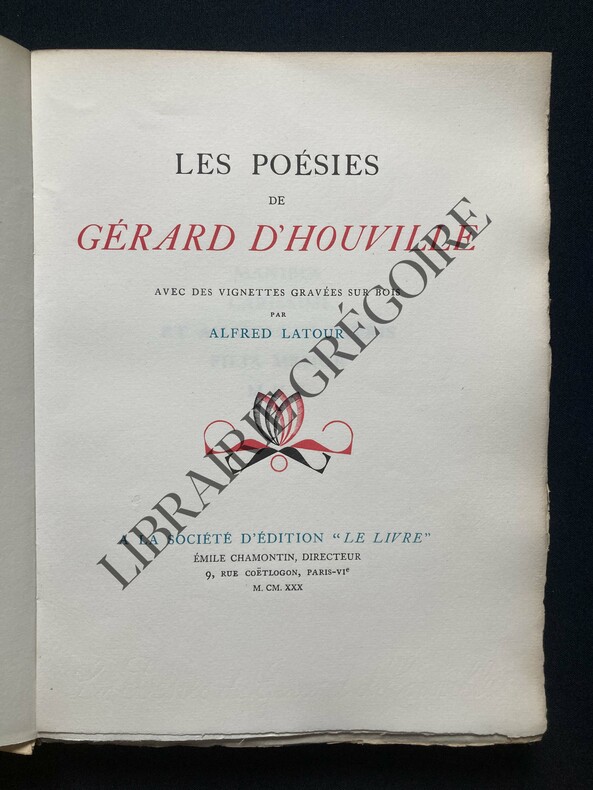 LES POÉSIES
DE
GÉRARD D'HOUVILLE
AVEC DES VIGNETTES GRAVÉES SUR BOIS
PAR
ALFRED LATOUR
A LA SOCIÉTÉ D'ÉDITION "LE LIVRE"
ÉMILE CHAMONTIN, DIRECTEUR
9, RUE COËTLOGON, PARIS-VIe
M. CM. XXX
LIBRAIRIE-GRÉGOIRE